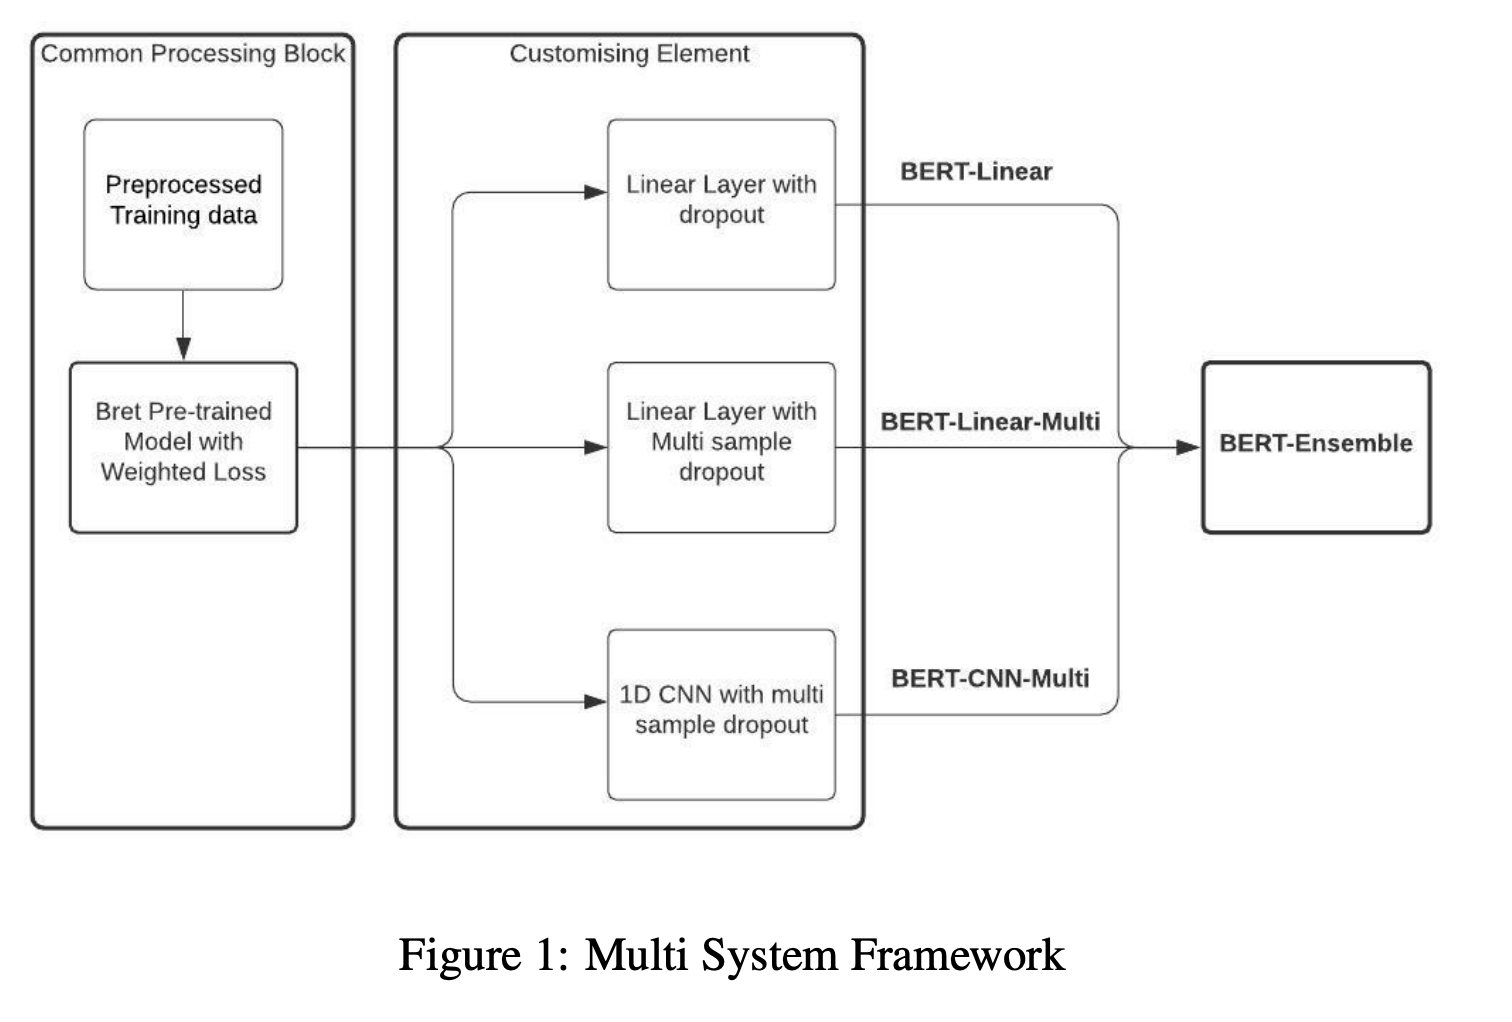 Common Processing Block
Customising Element
Preprocessed
Training data
Bret Pre-trained
Model with
Weighted Loss
Linear Layer with
dropout
Linear Layer with
Multi sample
dropout
1D CNN with multi
sample dropout
BERT-Linear
BERT-Linear-Multi
BERT-CNN-Multi
BERT-Ensemble
Figure 1: Multi System Framework